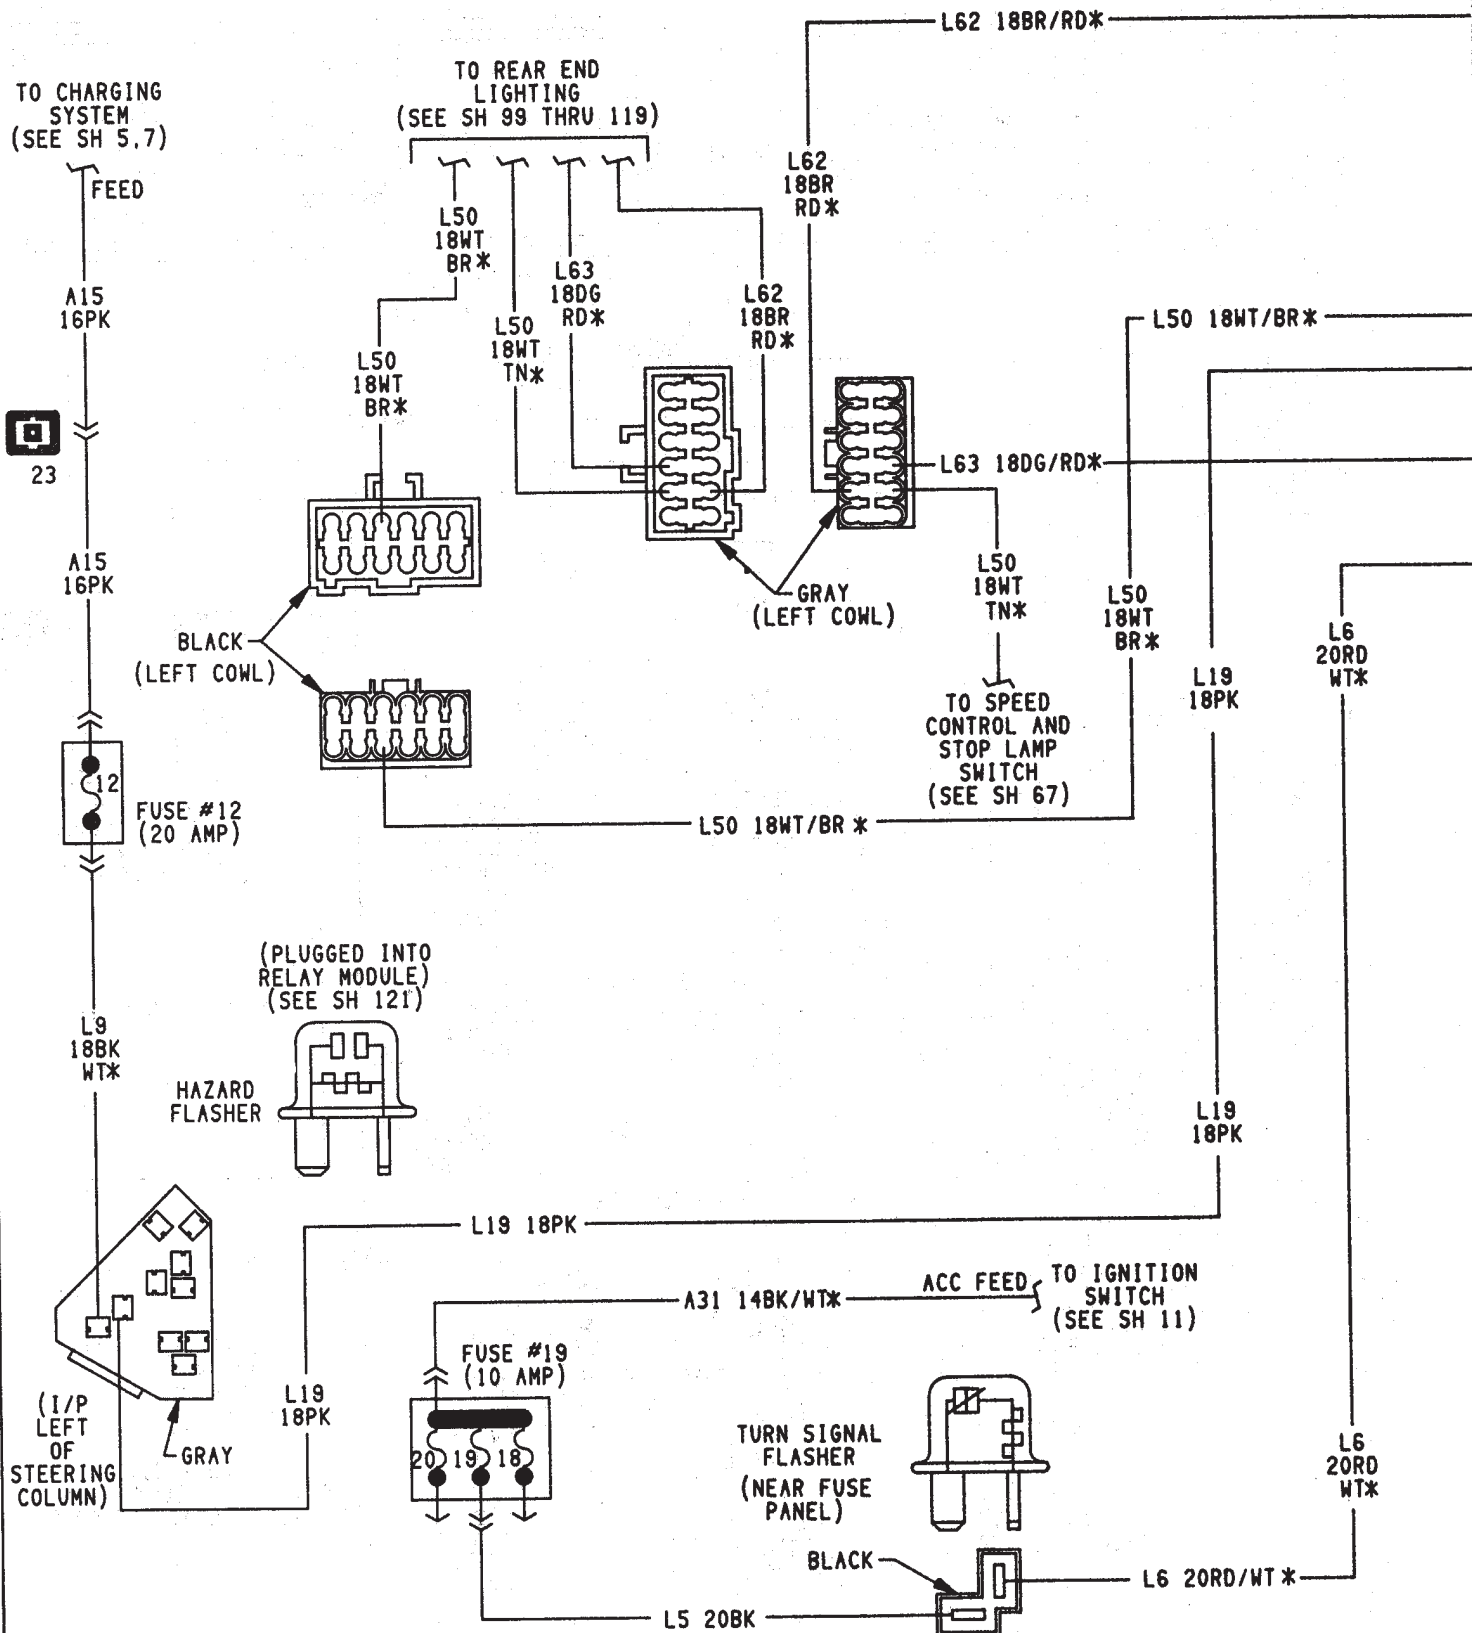 L62 18BR/RD*
TO CHARGING
SYSTEM
(SEE SH 5,7)
FEED
TO REAR END
LIGHTING
(SEE SH 99 THRU 119)
L62
18BR
RD*
L50
18WT
BR*
L63
18DG
RD*
L62
18BR
RD*
A15
16PK
L50
18WT
TN*
L50 18WT/BR*
L50
18WT
BR*
23
L63 18DG/RD*
A15
16PK
L50
18WT
TN*
GRAY
(LEFT COWL)
L50
18WT
BR*
BLACK
(LEFT COWL)
L6
20RD
WT*
L19
18PK
TO SPEED
CONTROL AND
STOP LAMP
SWITCH
(SEE SH 67)
12
FUSE #12
(20 AMP)
L50 18WT/BR *
(PLUGGED INTO
RELAY MODULE)
(SEE SH 121)
L9
18BK
WT*
HAZARD
FLASHER
L19
18PK
L19 18PK
A31 14BK/WT*
ACC FEED
TO IGNITION
SWITCH
(SEE SH 11)
FUSE #19
(10 AMP)
L19
18PK
(I/P
LEFT
OF
STEERING
COLUMN)
GRAY
20 19 18
TURN SIGNAL
FLASHER
(NEAR FUSE
PANEL)
L6
20RD
WT*
BLACK
L6 20RD/WT *
L5 20BK